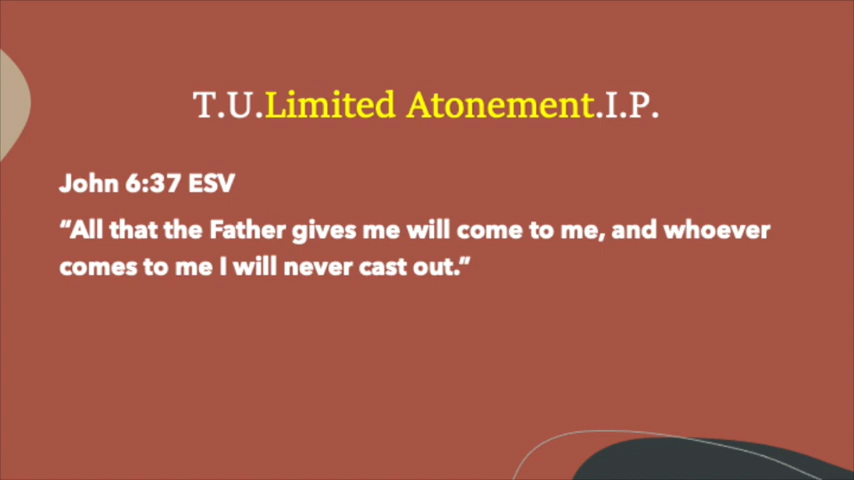 T.U.Limited Atonement.I.P.
John 6:37 ESV
“All that the Father gives me will come to me, and whoever
comes to me I will never cast out.”